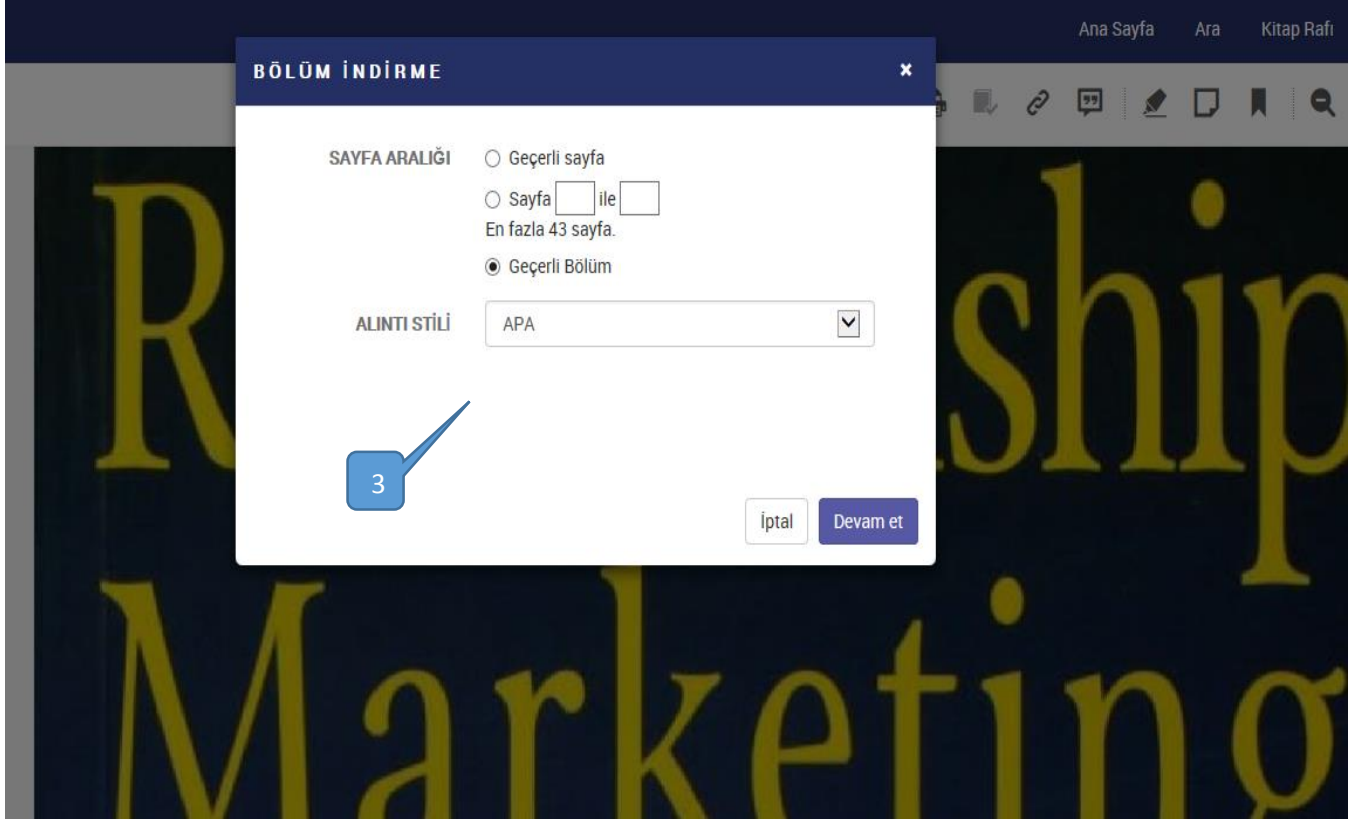 Ana Sayfa Ara Kitap Rafı
BÖLÜM İNDİRME
SAYFA ARALIĞI
Geçerli sayfa
Sayfa ile
En fazla 43 sayfa.
Geçerli Bölüm
ALINTI STİLİ
APA
3
İptal Devam et
R ship
Marketing